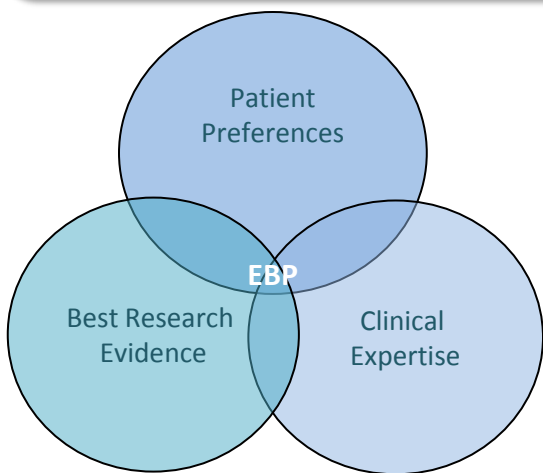 Patient
Preferences
EBP
Best Research
Evidence
Clinical
Expertise